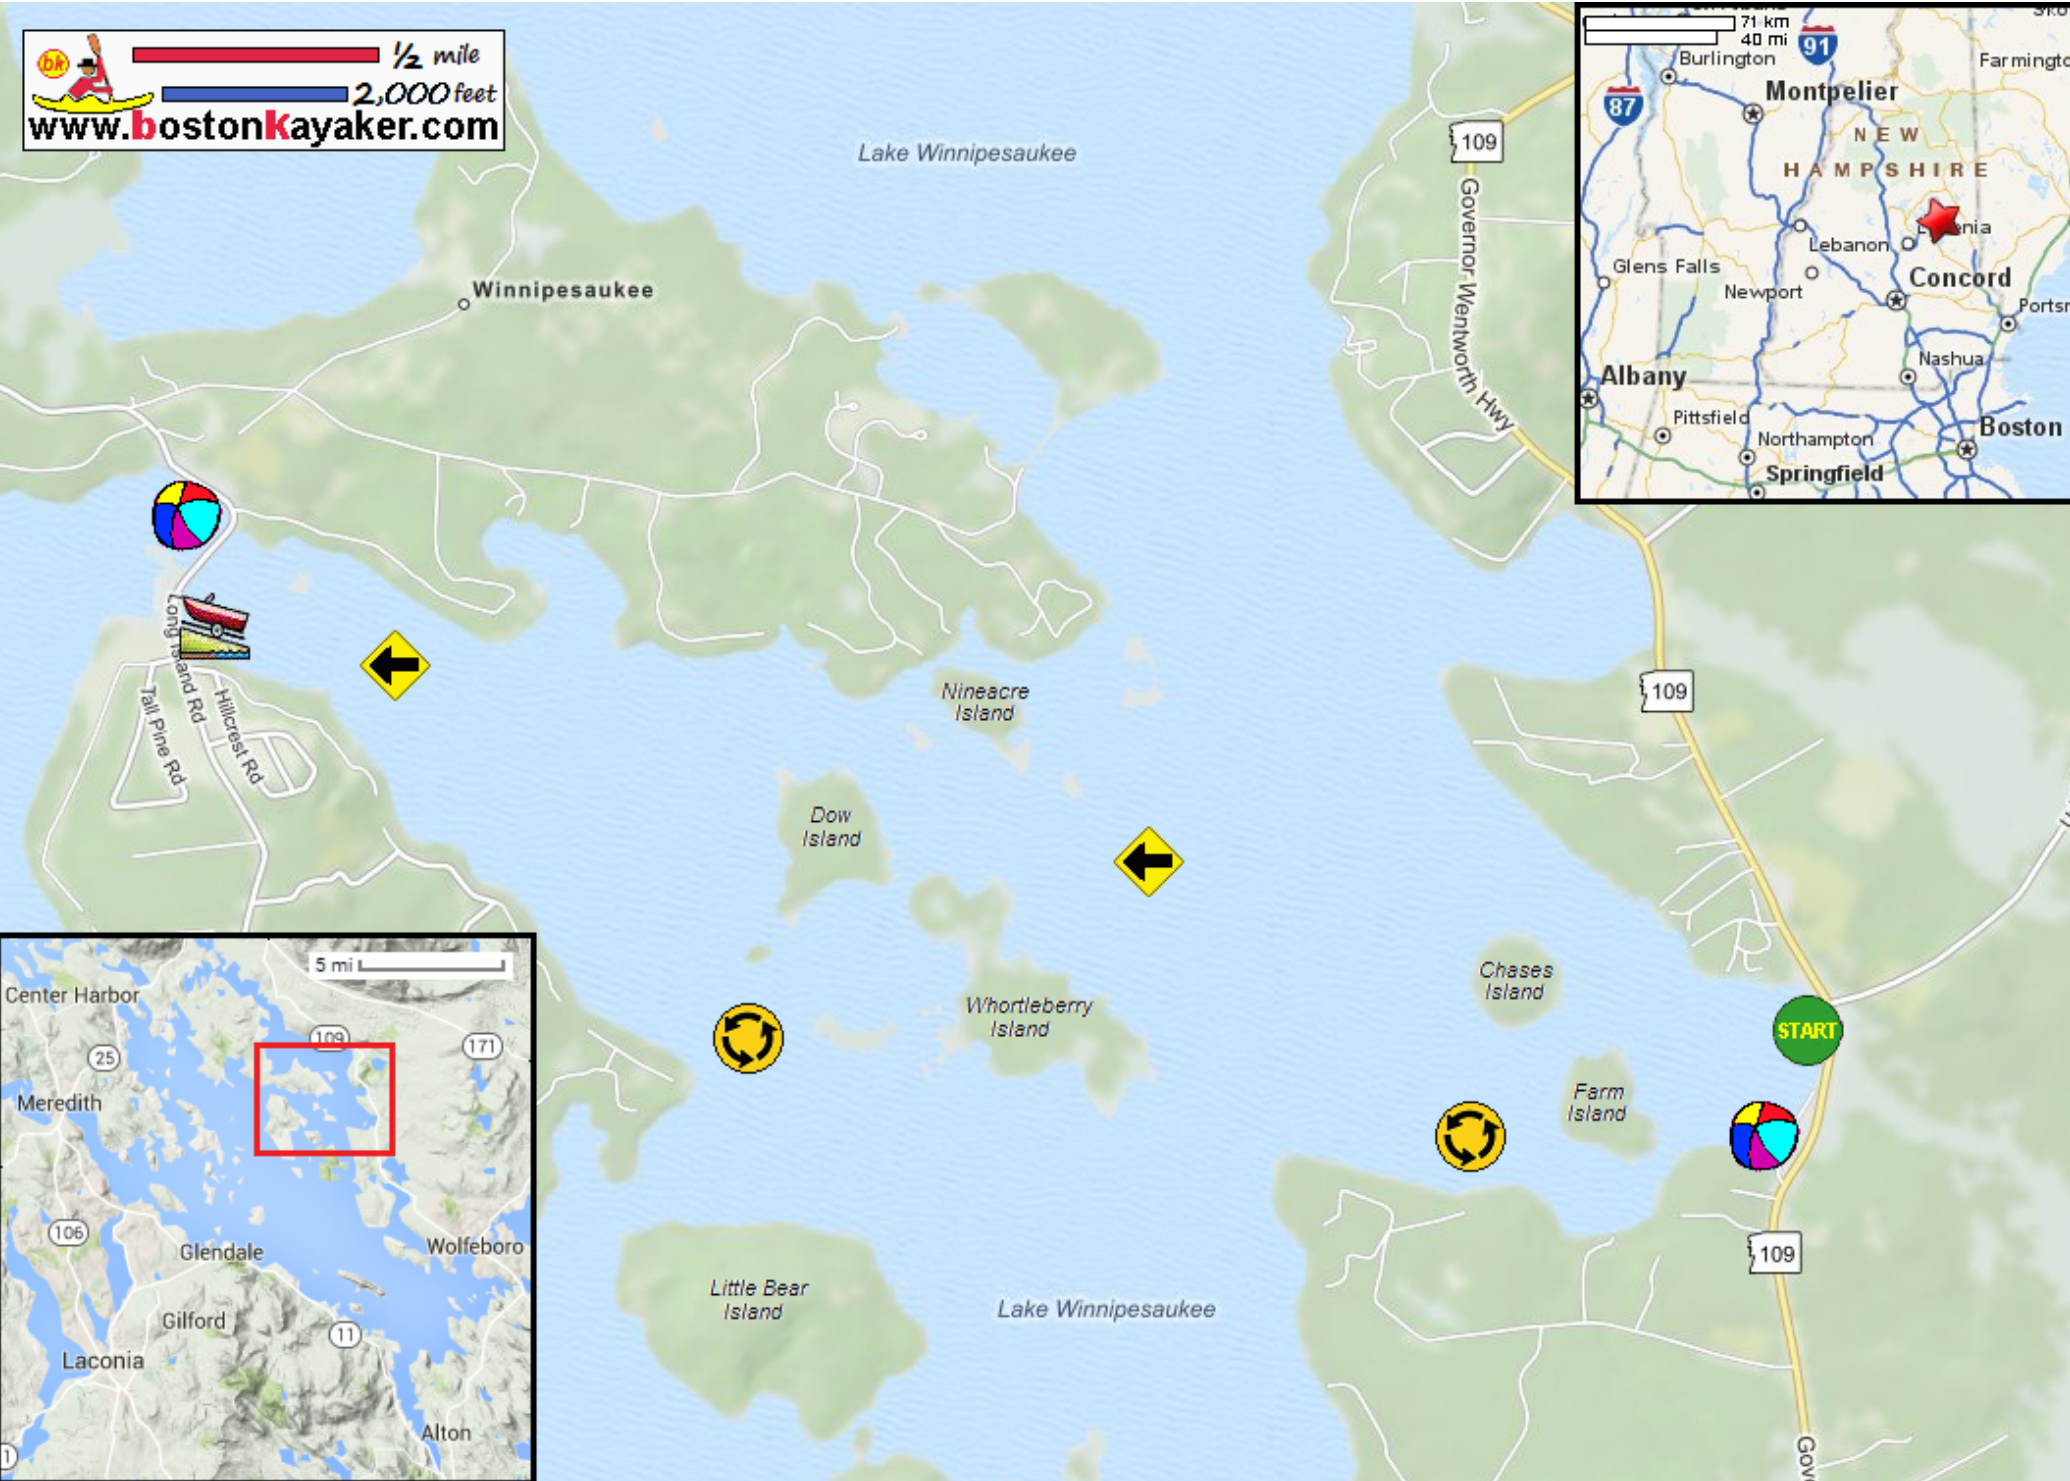 bk
½ mile
2,000 feet
www.bostonkayaker.com
Lake Winnipesaukee
109
Governor Wentworth Hwy
Winnipesaukee
71 km
40 mi
91
Farmingto
Burlington
87
Montpelier
NEW
HAMPSHIRE
Lebanon
Glens Falls
Newport
Concord
Ports
Nashua
Albany
Pittsfield
Northampton
Boston
Springfield
Long Island Rd
Tall Pine Rd
Hillcrest Rd
Nineacre
Island
109
Dow
Island
Chases
Island
Whortleberry
Island
START
Farm
Island
109
Little Bear
Island
Lake Winnipesaukee
Gov
5 mi
Center Harbor
109
171
25
Meredith
106
Glendale
Wolfeboro
Gilford
11
Laconia
Alton
1